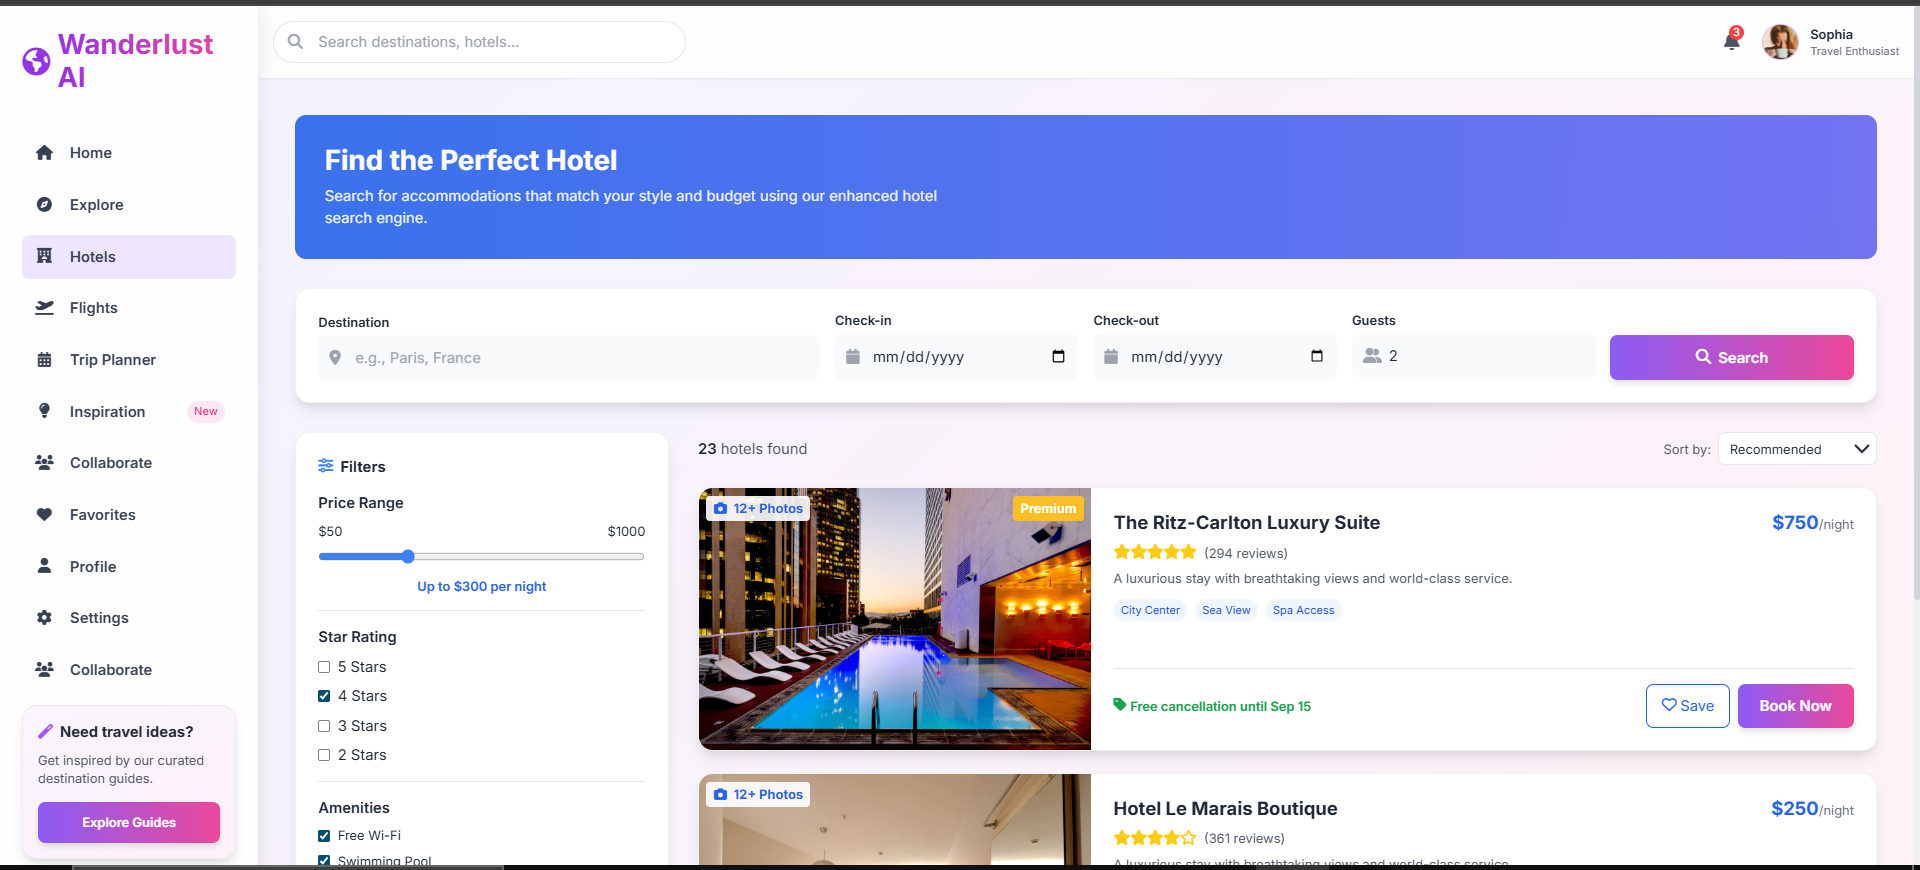 Wanderlust
AI
Search destinations, hotels...
3
Sophia
Travel Enthusiast
Home
Explore
Hotels
Flights
Trip Planner
Inspiration
New
Collaborate
Favorites
Profile
Settings
Collaborate
Need travel ideas?
Get inspired by our curated
destination guides.
Explore Guides
Find the Perfect Hotel
Search for accommodations that match your style and budget using our enhanced hotel
search engine.
Destination
e.g., Paris, France
Check-in
mm/dd/yyyy
Check-out
mm/dd/yyyy
Guests
2
Search
Filters
Price Range
$50 $1000
Up to $300 per night
Star Rating
5 Stars
4 Stars
3 Stars
2 Stars
Amenities
Free Wi-Fi
Swimming Pool
23 hotels found
Sort by: Recommended
12+ Photos
Premium
The Ritz-Carlton Luxury Suite
$750/night
(294 reviews)
A luxurious stay with breathtaking views and world-class service.
City Center Sea View Spa Access
Free cancellation until Sep 15
Save
Book Now
12+ Photos
Hotel Le Marais Boutique
$250/night
(361 reviews)
A luxurious stay with breathtaking views and world-class service.